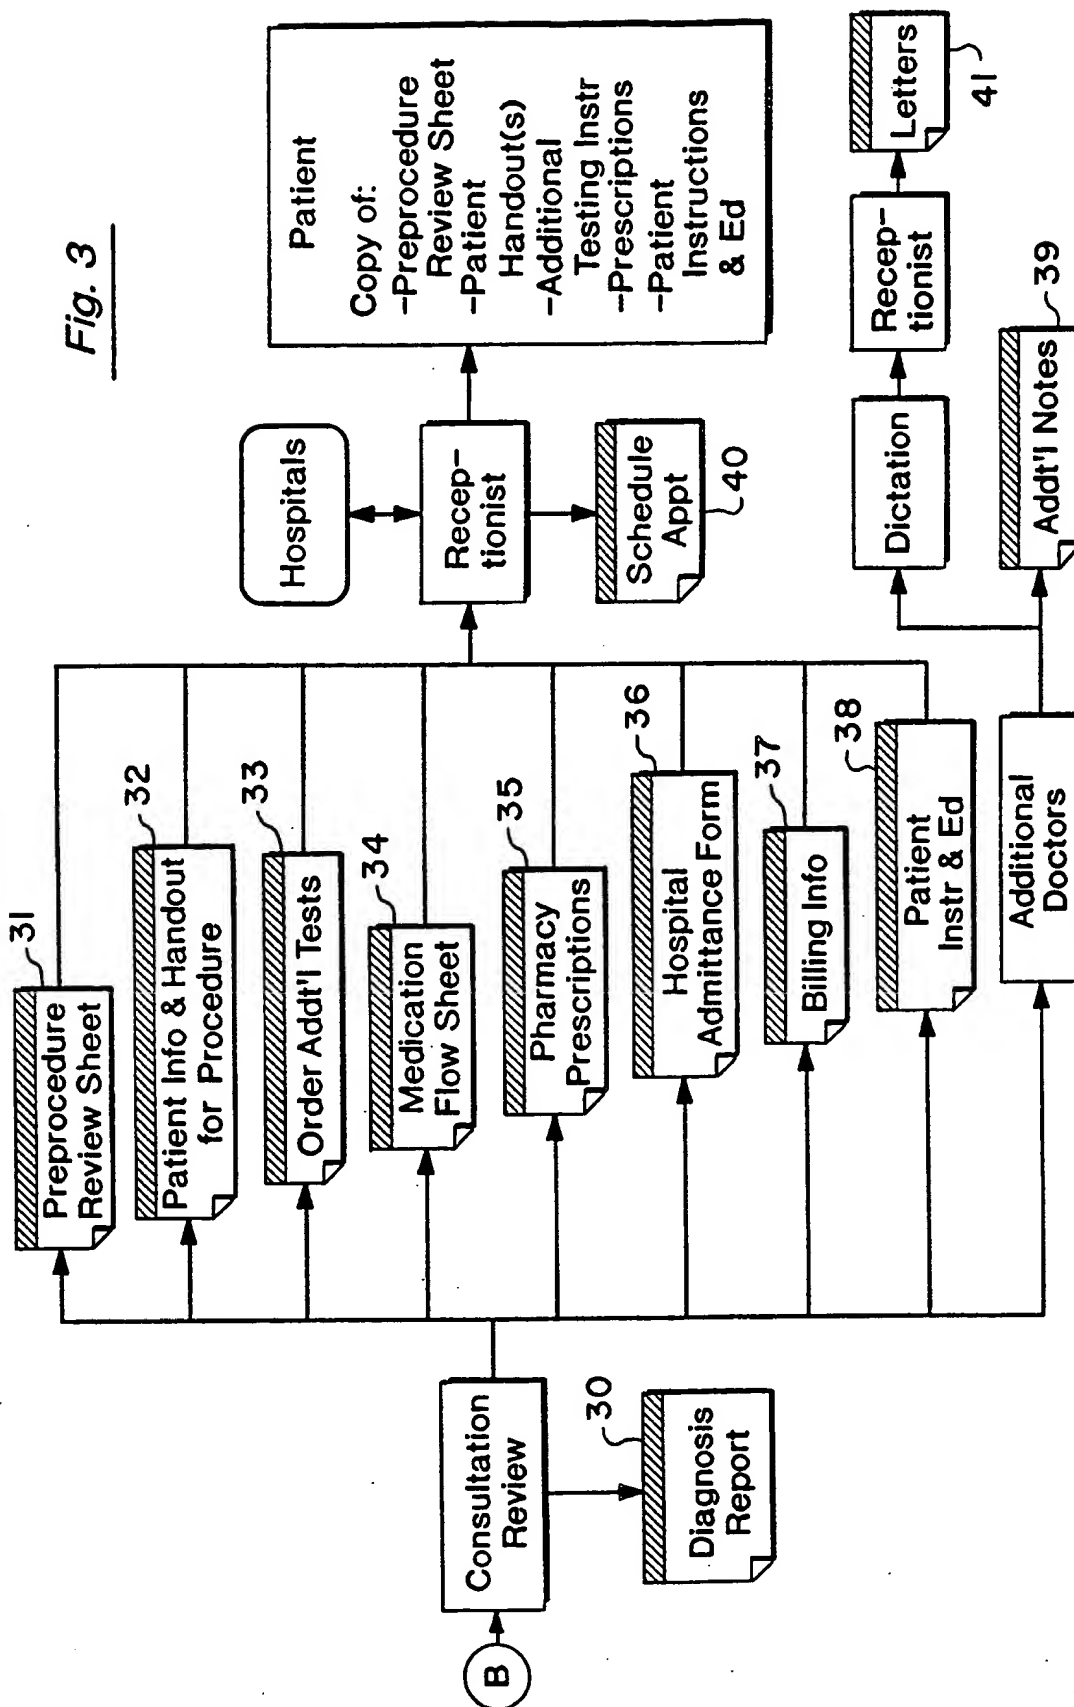 Fig. 3
B
Consultation
Review
30
Diagnosis
Report
31
Preprocedure
Review Sheet
32
Patient Info & Handout
for Procedure
33
Order Addt'l Tests
34
Medication
Flow Sheet
35
Pharmacy
Prescriptions
36
Hospital
Admittance Form
37
Billing Info
38
Patient
Instr & Ed
Additional
Doctors
Hospitals
Recep-
tionist
Schedule
Appt
40
Patient
Copy of:
-Preprocedure
Review Sheet
-Patient
Handout(s)
-Additional
Testing Instr
-Prescriptions
-Patient
Instructions
& Ed
Dictation
Recep-
tionist
Letters
41
Addt'l Notes
39